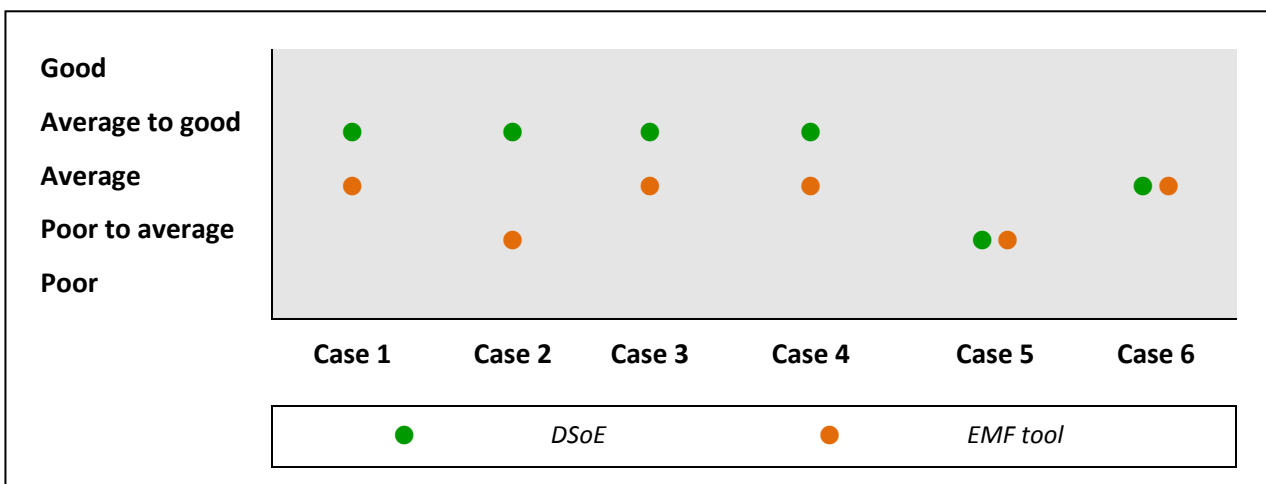 Good
Average to good
Average
Poor to average
Poor
Case 1 Case 2 Case 3 Case 4 Case 5 Case 6
DSoE EMF tool